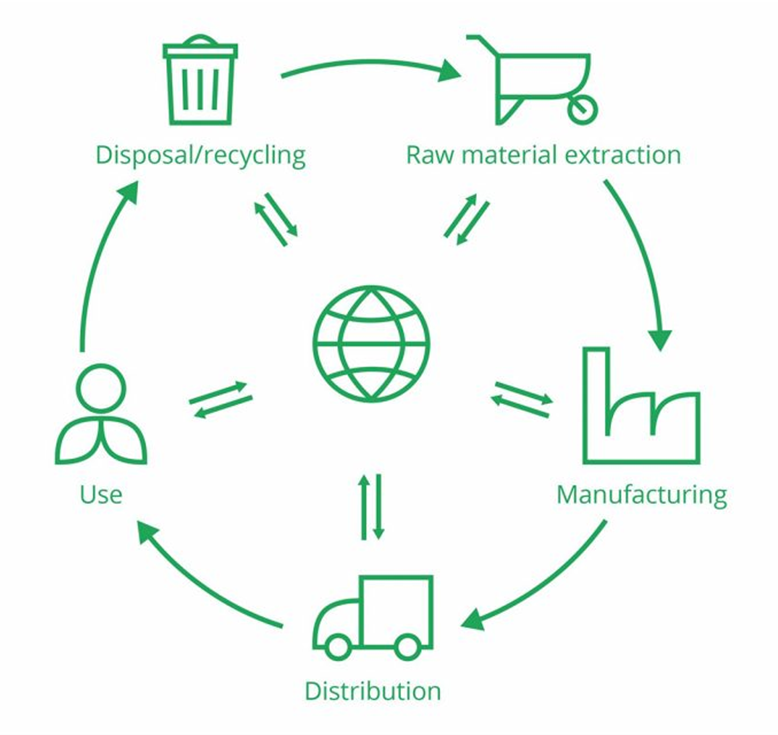 Disposal/recycling
Raw material extraction
Use
Manufacturing
Distribution